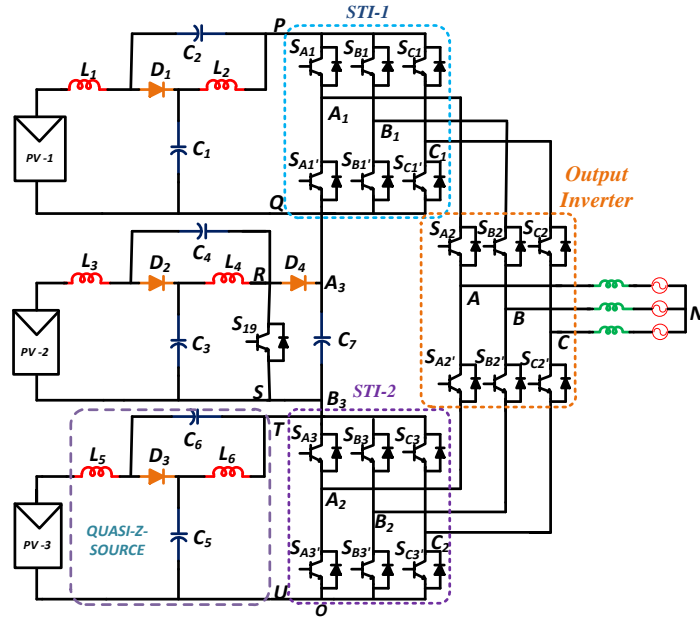 P
STI-1
C2
SA1 SB1 SC1
L1 D1 L2
A1
B1
PV -1
C1
C1
SA1' SB1' SC1'
Output
Inverter
Q
C4
SA2 SB2 SC2
L3 D2 L4 R D4 A3
A
N
B
S19
PV -2
C3
C7
C
SA2' SB2' SC2'
S
B3
STI-2
C6
T
SA3 SB3 SC3
L5 D3 L6
A2
B2
PV -3
QUASI-Z-
SOURCE
C5
C2
SA3' SB3' SC3'
U
O